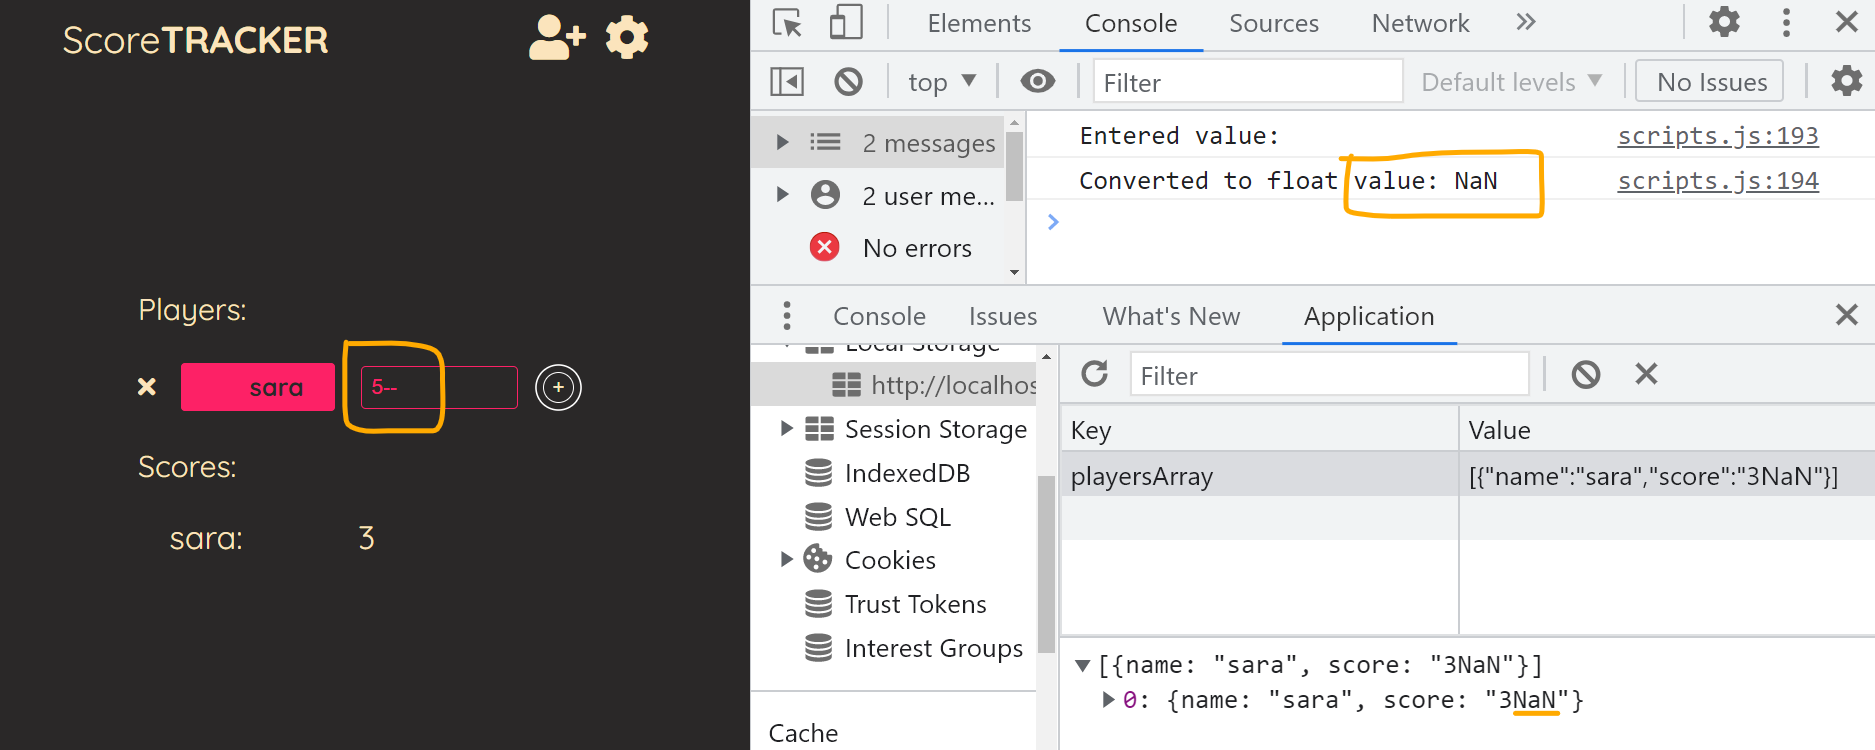 ScoreTRACKER
Players:
sara
5--
+
Scores:
sara:
3
Elements
Console
Sources
Network
top
Filter
Default levels
No Issues
2 messages
2 user me...
No errors
Entered value:
scripts.js:193
Converted to float value: NaN
scripts.js:194
Console
Issues
What's New
Application
Local Storage
http://localhos
Session Storage
IndexedDB
Web SQL
Cookies
Trust Tokens
Interest Groups
Cache
Filter
Key
Value
playersArray
[{"name":"sara","score":"3NaN"}]
[{name: "sara", score: "3NaN"}]
0: {name: "sara", score: "3NaN"}